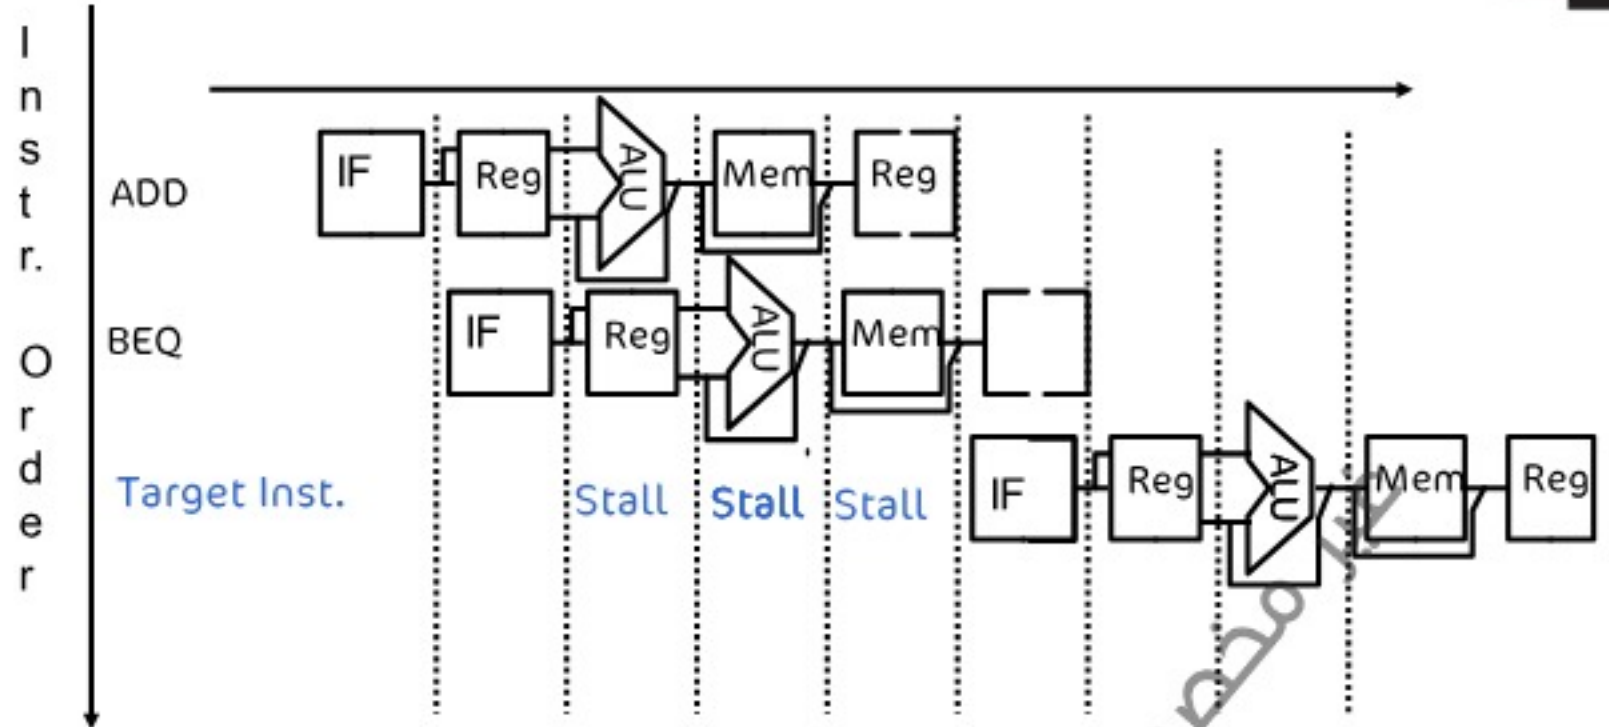 Instr. Order
ADD
IF Reg ALU Mem Reg
BEQ
IF Reg ALU Mem
Target Inst.
Stall Stall Stall
IF Reg ALU Mem Reg